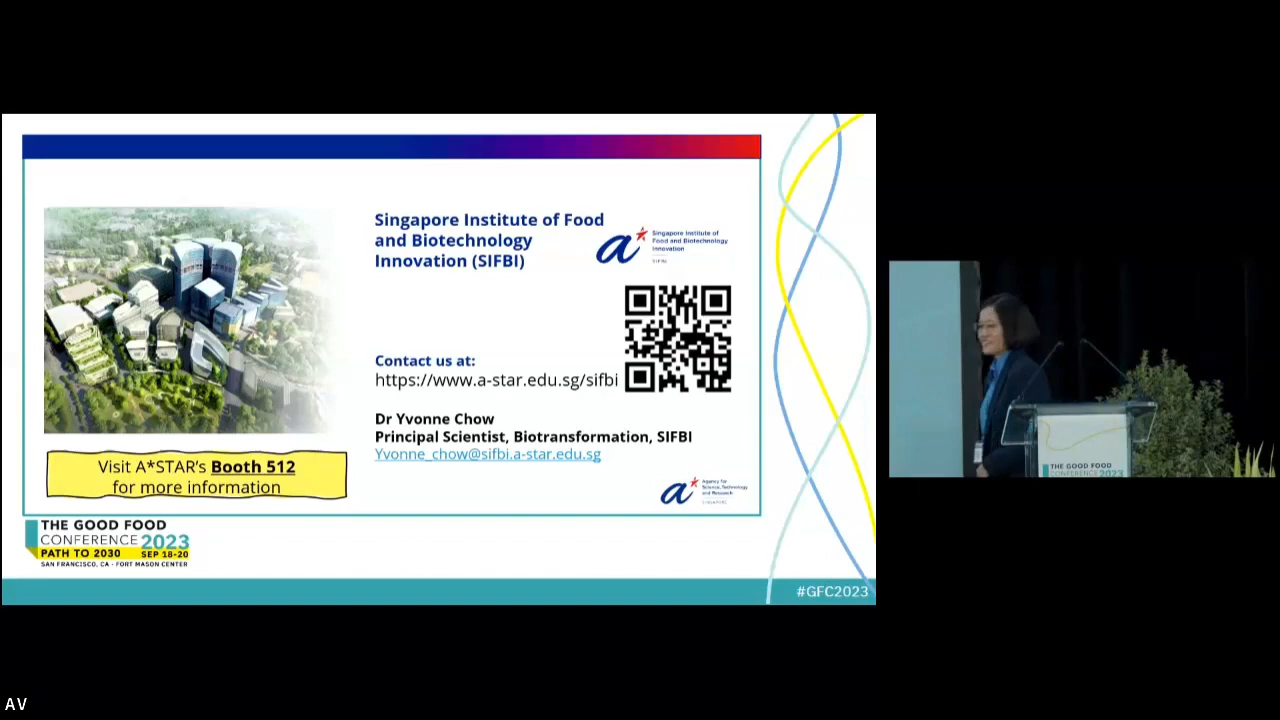 Singapore Institute of Food
and Biotechnology
Innovation (SIFBI)
a
Singapore Institute of
Food and Biotechnology
Innovation
SIFBI
Contact us at:
https://www.a-star.edu.sg/sifbi
Dr Yvonne Chow
Principal Scientist, Biotransformation, SIFBI
Yvonne_chow@sifbi.a-star.edu.sg
Visit A*STAR's Booth 512
for more information
a
Agency for
Science, Technology
and Research
SINGAPORE
THE GOOD FOOD
CONFERENCE 2023
PATH TO 2030 SEP 18-20
SAN FRANCISCO, CA - FORT MASON CENTER
#GFC2023
THE GOOD FOOD
CONFERENCE 2023
AV